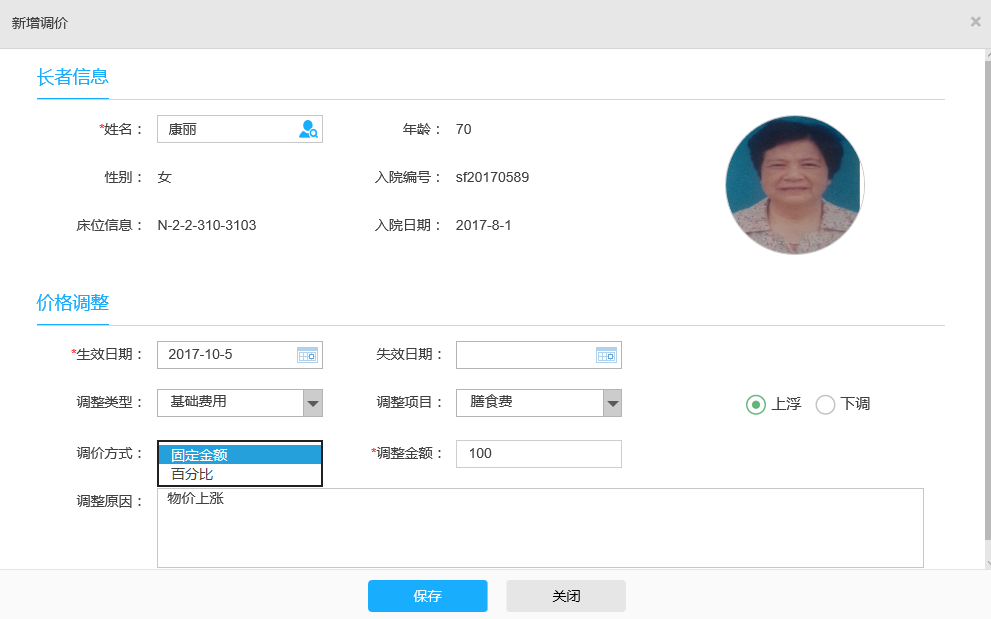 新增调价
×
长者信息
*姓名： 康丽 年龄： 70
性别： 女 入院编号： sf20170589
床位信息： N-2-2-310-3103 入院日期： 2017-8-1
价格调整
*生效日期： 2017-10-5 失效日期：
调整类型： 基础费用 调整项目： 膳食费 上浮 下调
调价方式： 固定金额 *调整金额： 100
百分比
调整原因： 物价上涨
保存 关闭